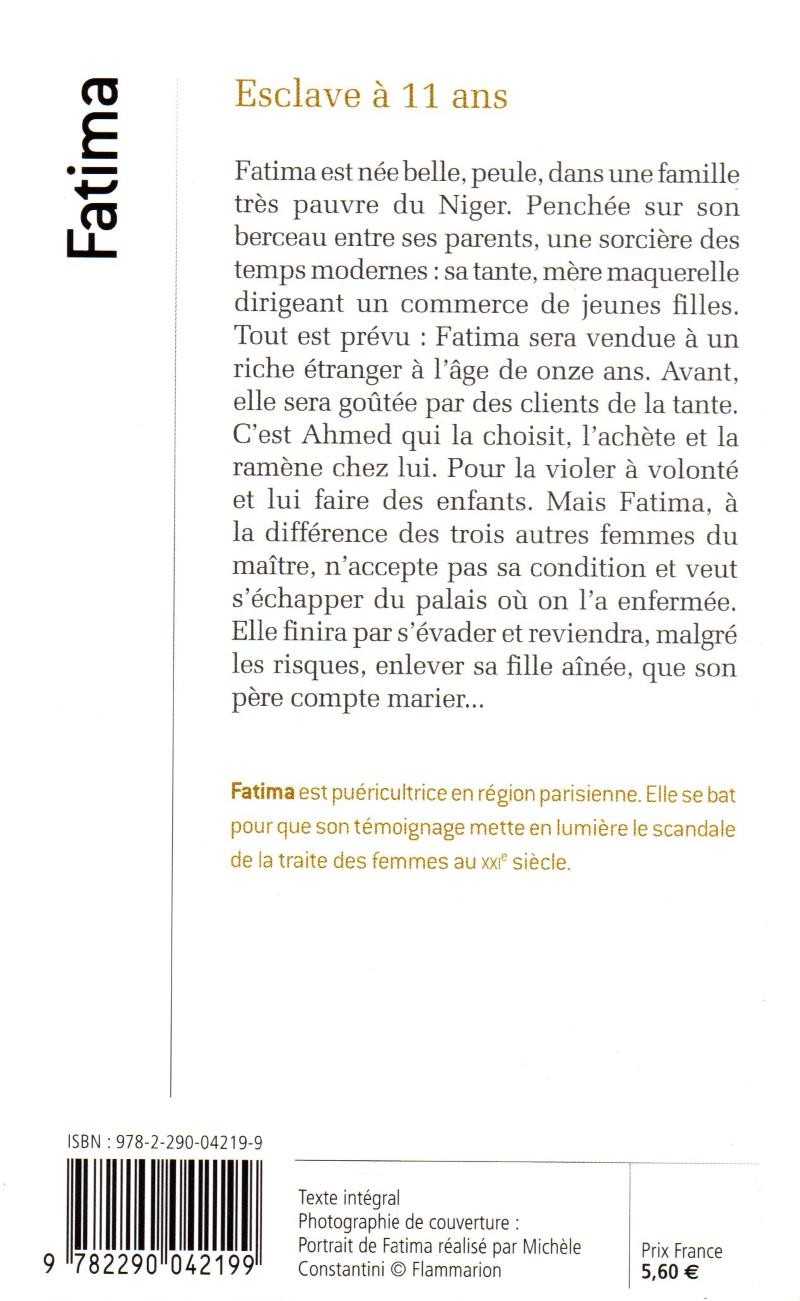 Fatima
Esclave à 11 ans
Fatima est née belle, peule, dans une famille
très pauvre du Niger. Penchée sur son
berceau entre ses parents, une sorcière des
temps modernes : sa tante, mère maquerelle
dirigeant un commerce de jeunes filles.
Tout est prévu : Fatima sera vendue à un
riche étranger à l'âge de onze ans. Avant,
elle sera goûtée par des clients de la tante.
C'est Ahmed qui la choisit, l'achète et la
ramène chez lui. Pour la violer à volonté
et lui faire des enfants. Mais Fatima, à
la différence des trois autres femmes du
maître, n'accepte pas sa condition et veut
s'échapper du palais où on l'a enfermée.
Elle finira par s'évader et reviendra, malgré
les risques, enlever sa fille aînée, que son
père compte marier...
Fatima est puéricultrice en région parisienne. Elle se bat
pour que son témoignage mette en lumière le scandale
de la traite des femmes au XXIe siècle.
ISBN : 978-2-290-04219-9
9 782290 042199
Texte intégral
Photographie de couverture :
Portrait de Fatima réalisé par Michèle
Constantini © Flammarion
Prix France
5,60 €